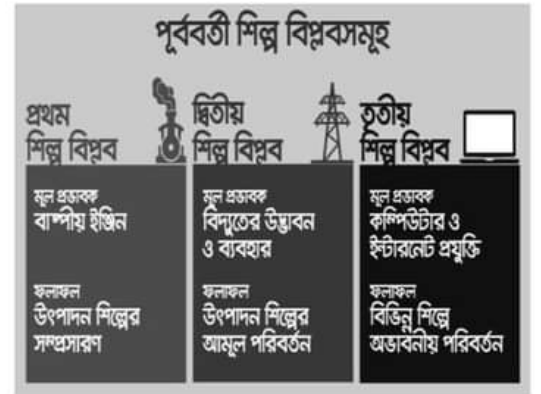 পূর্ববর্তী শিল্প বিপ্লবসমূহ
প্রথম
শিল্প বিপ্লব
মূল প্রভাবক
বাষ্পীয় ইঞ্জিন
ফলাফল
উৎপাদন শিল্পের
সম্প্রসারণ
দ্বিতীয়
শিল্প বিপ্লব
মূল প্রভাবক
বিদ্যুতের উদ্ভাবন
ও ব্যবহার
ফলাফল
উৎপাদন শিল্পের
আমূল পরিবর্তন
তৃতীয়
শিল্প বিপ্লব
মূল প্রভাবক
কম্পিউটার ও
ইন্টারনেট প্রযুক্তি
ফলাফল
বিভিন্ন শিল্পে
অভাবনীয় পরিবর্তন